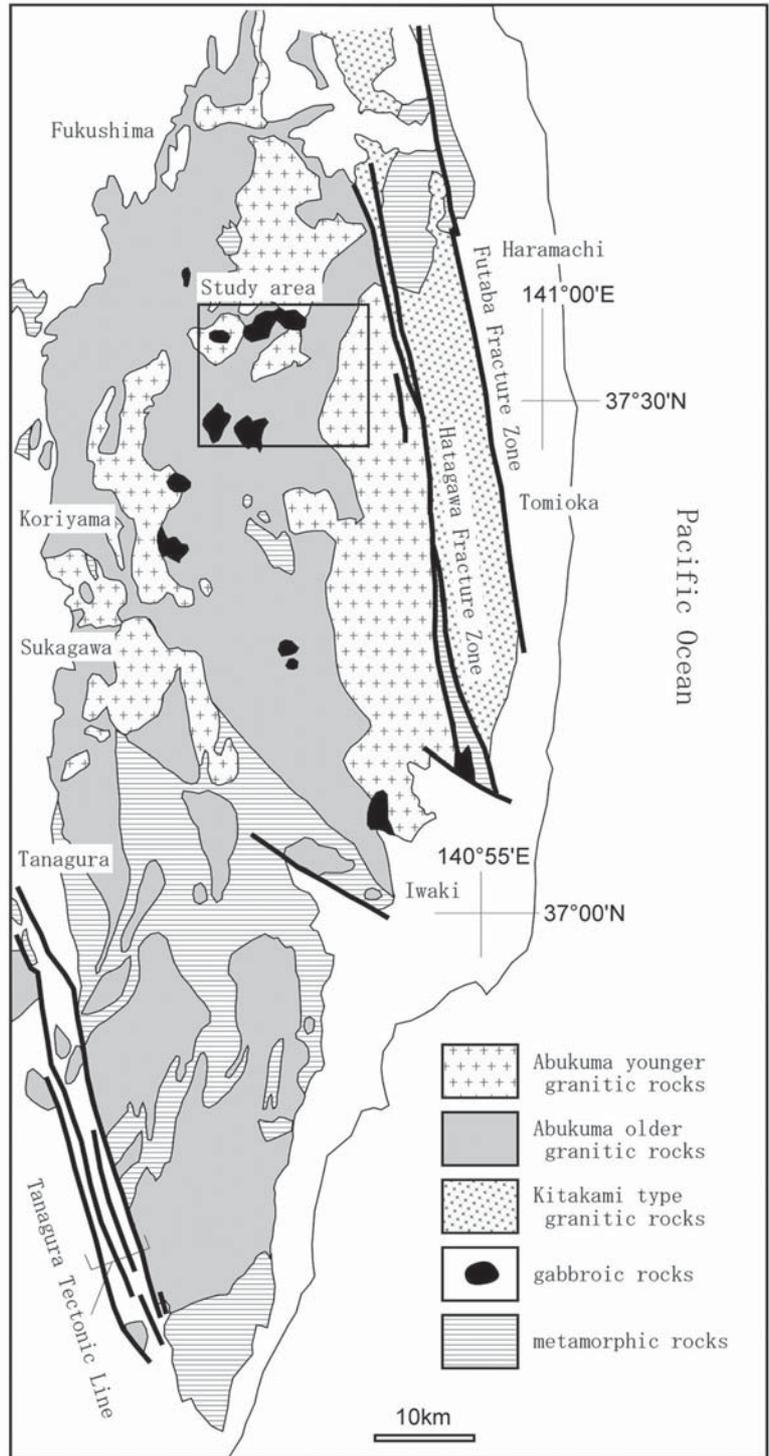 Fukushima
Haramachi
Study area
141°00'E
Futaba Fracture Zone
37°30'N
Hatagawa Fracture Zone
Tomioka
Koriyama
Pacific Ocean
Sukagawa
Tanagura
140°55'E
Iwaki
37°00'N
Abukuma younger
granitic rocks
Abukuma older
granitic rocks
Kitakami type
granitic rocks
gabbroic rocks
metamorphic rocks
Tanagura Tectonic Line
10km